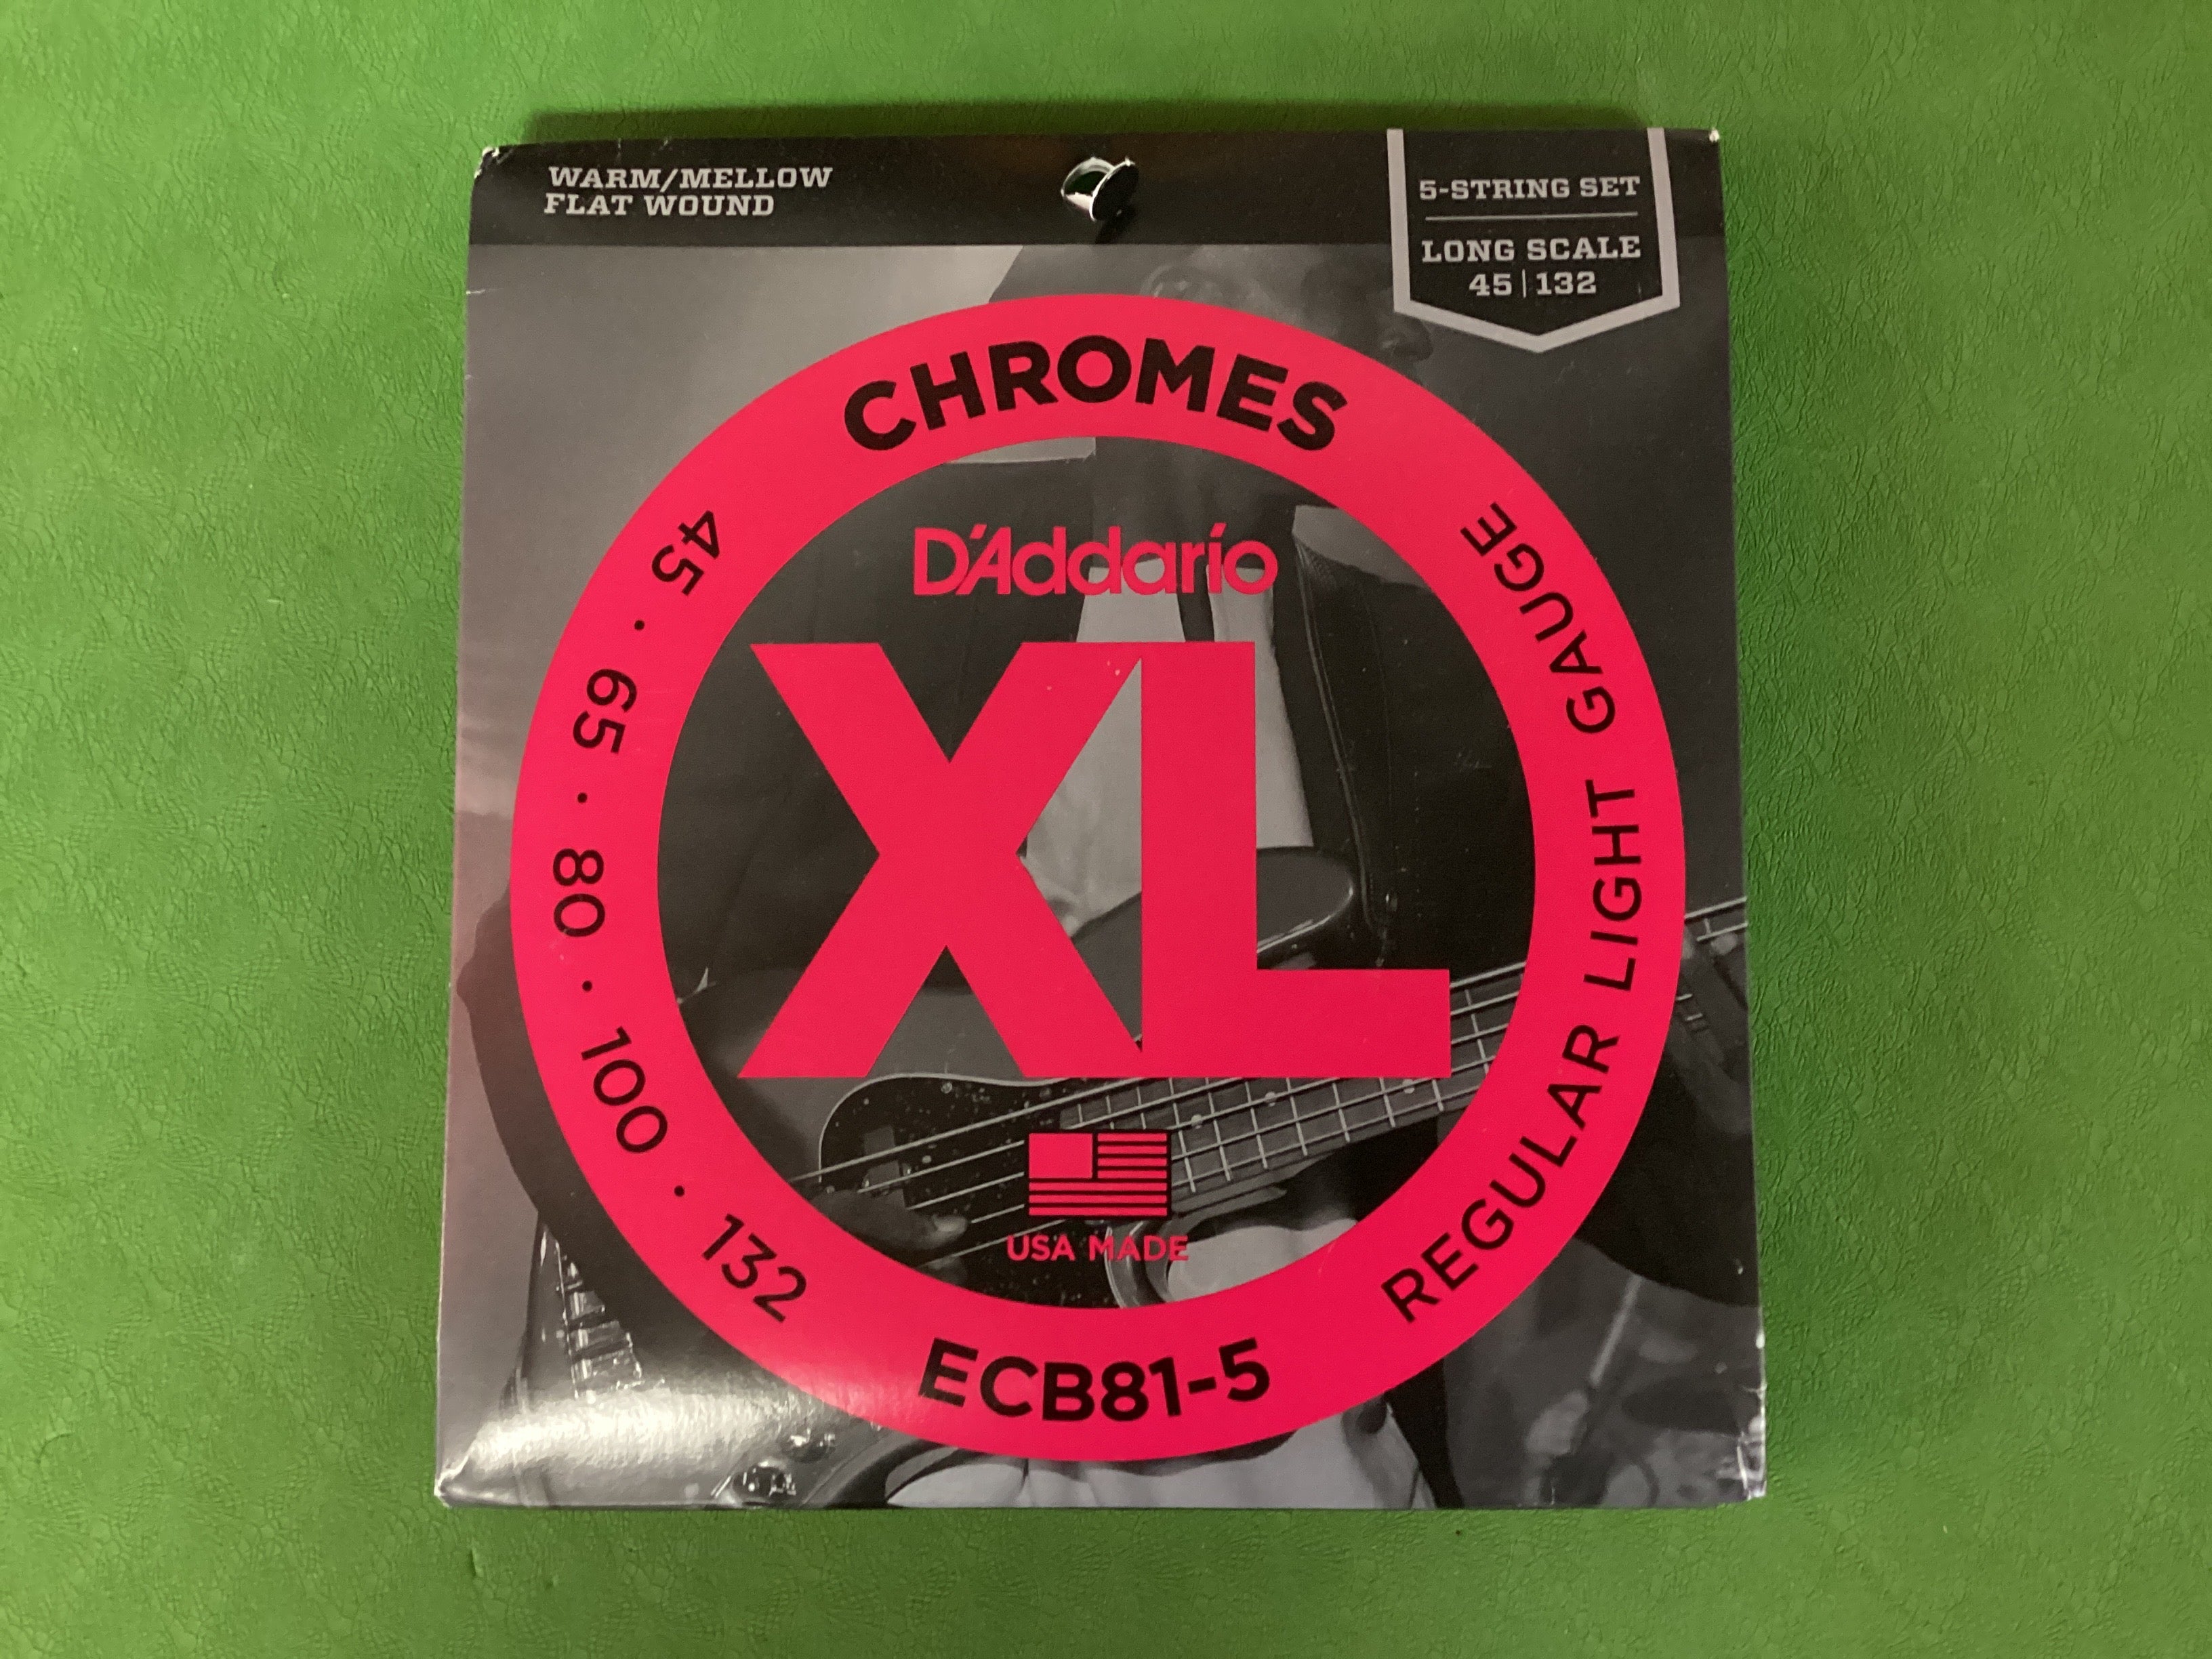 WARM/MELLOW
FLAT WOUND
5-STRING SET
LONG SCALE
45 | 132
CHROMES
45 · 65 · 80 · 100 · 132
REGULAR LIGHT GAUGE
D'Addario
XL
USA MADE
ECB81-5